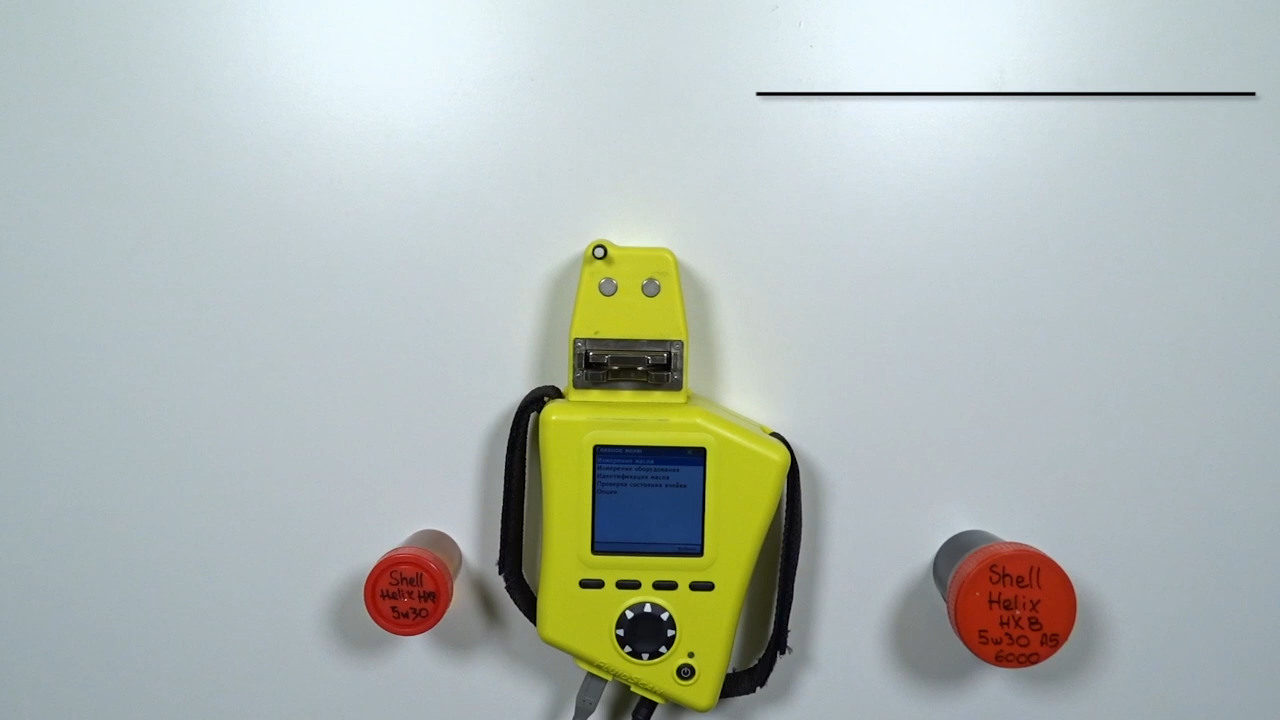 Главное меню
Измерение масла
Измерение оборудования
Идентификация масла
Проверка состояния ячейки
Опции
Shell
Helix HX8
5w30
Shell
Helix
HX8
5w30 A5
6000
FLUIDSCAN